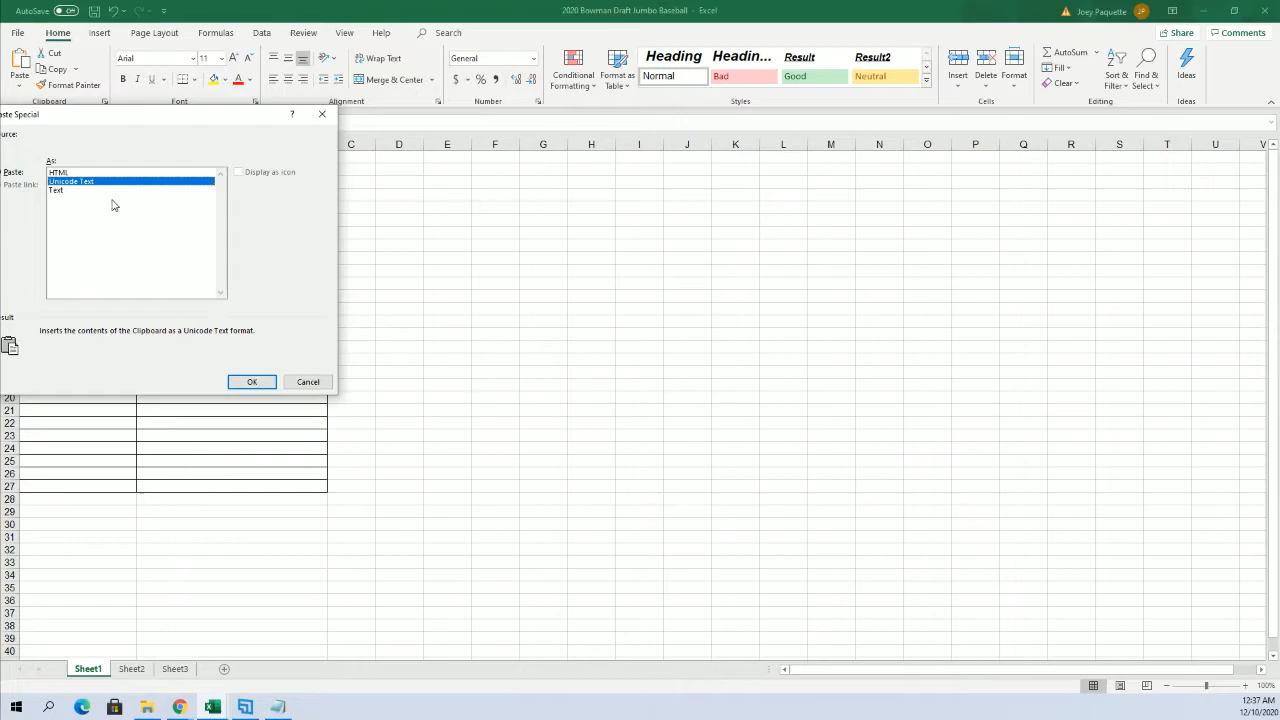 AutoSave Off 2020 Bowman Draft Jumbo Baseball - Excel Joey Paquette JP
File Home Insert Page Layout Formulas Data Review View Help Search Share Comments
Paste Cut Copy Format Painter Clipboard
Arial 11 B I U Font
Wrap Text Merge & Center Alignment
General $ % , Number
Conditional Formatting Format as Table
Heading Headin... Result Result2
Normal Bad Good Neutral
Styles
Insert Delete Format Cells
AutoSum Fill Clear Sort & Filter Find & Select Editing
Ideas Ideas
aste Special ?
ource:
As:
Paste:
Paste link:
HTML
Unicode Text
Text
Display as icon
sult
Inserts the contents of the Clipboard as a Unicode Text format.
OK Cancel
C D E F G H I J K L M N O P Q R S T U V
20
21
22
23
24
25
26
27
28
29
30
31
32
33
34
35
36
37
38
39
40
Sheet1 Sheet2 Sheet3
100%
12:37 AM
12/10/2020